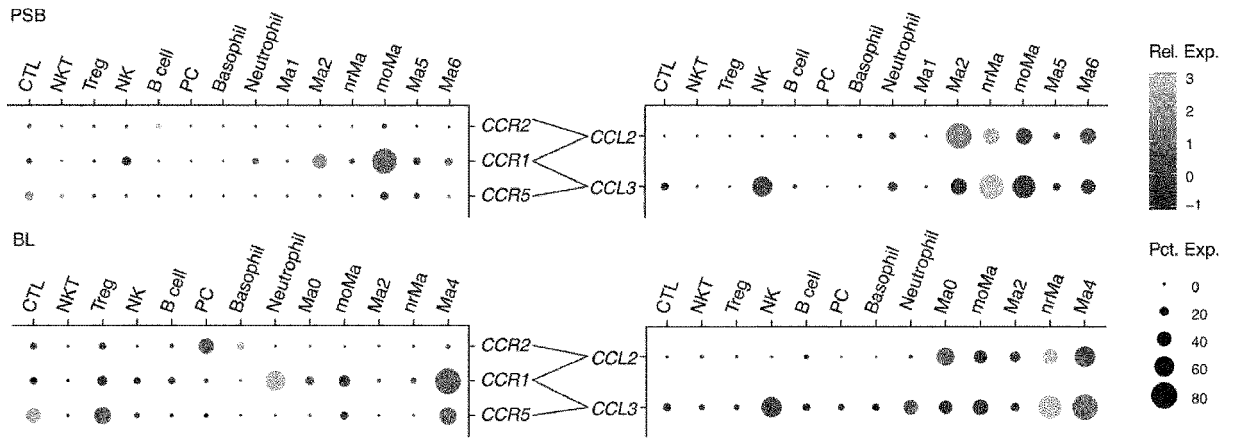 PSB
CTL NKT Treg NK B cell PC Basophil Neutrophil Ma1 Ma2 nrMa moMa Ma5 Ma6
CCR2
CCR1
CCR5
CTL NKT Treg NK B cell PC Basophil Neutrophil Ma1 Ma2 nrMa moMa Ma5 Ma6
CCL2
CCL3
Rel. Exp.
3
2
1
0
−1
BL
CTL NKT Treg NK B cell PC Basophil Neutrophil Ma0 moMa Ma2 nrMa Ma4
CCR2
CCR1
CCR5
CTL NKT Treg NK B cell PC Basophil Neutrophil Ma0 moMa Ma2 nrMa Ma4
CCL2
CCL3
Pct. Exp.
0
20
40
60
80